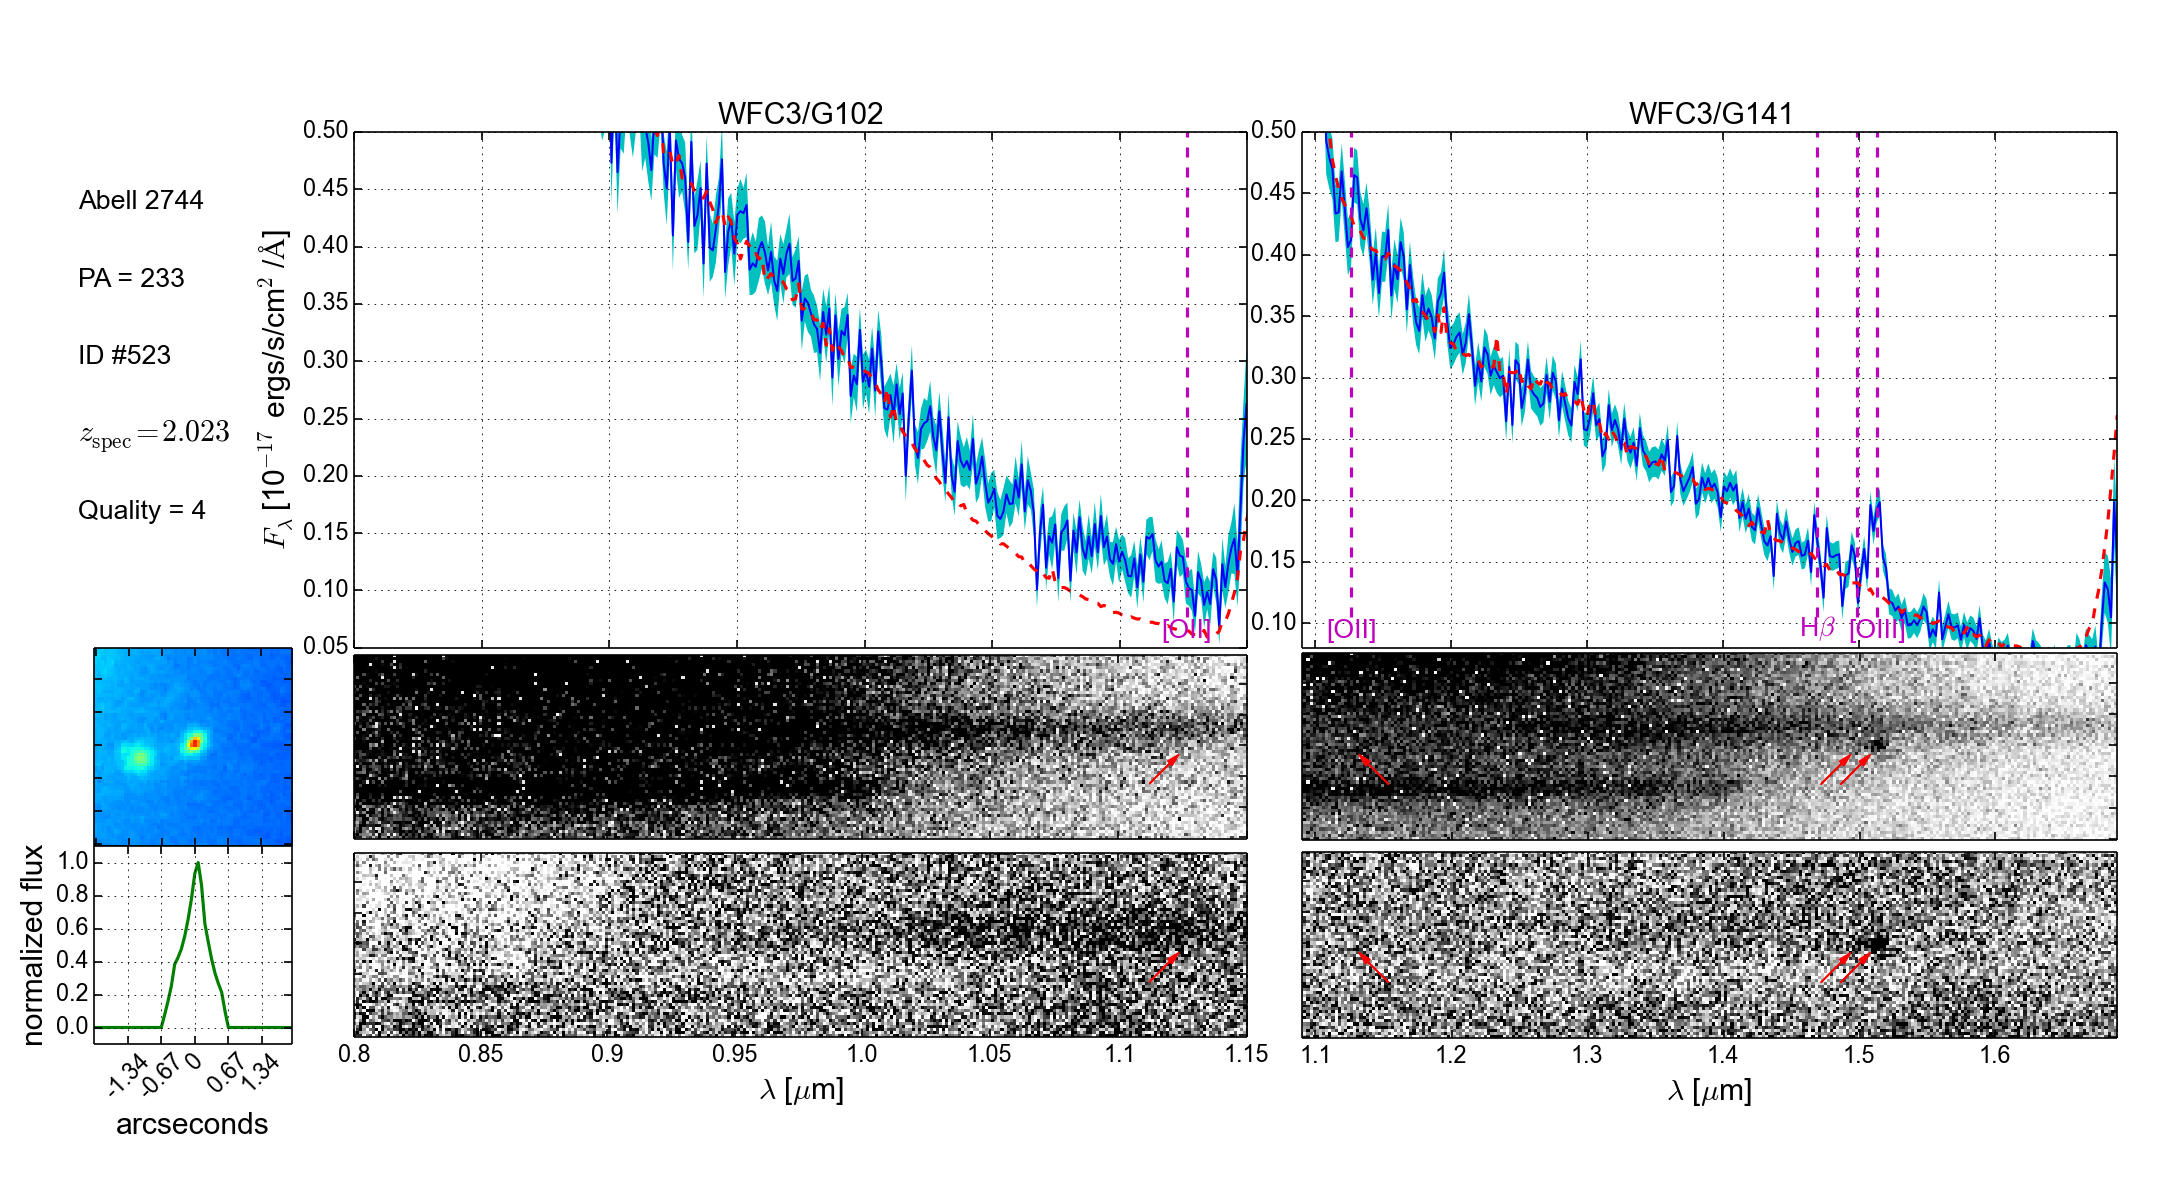 WFC3/G102
WFC3/G141
Abell 2744
PA = 233
ID #523
z_spec = 2.023
Quality = 4
F_λ [10^−17 ergs/s/cm^2 /Å]
0.50
0.45
0.40
0.35
0.30
0.25
0.20
0.15
0.10
0.05
[OII]
0.50
0.45
0.40
0.35
0.30
0.25
0.20
0.15
0.10
[OII]
Hβ
[OIII]
normalized flux
1.0
0.8
0.6
0.4
0.2
0.0
-1.34
-0.67
0
0.67
1.34
arcseconds
0.8 0.85 0.9 0.95 1.0 1.05 1.1 1.15
λ [μm]
1.1 1.2 1.3 1.4 1.5 1.6
λ [μm]